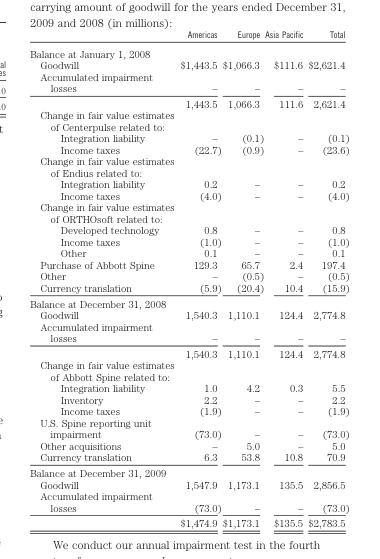 carrying amount of goodwill for the years ended December 31,
2009 and 2008 (in millions):
Americas Europe Asia Pacific Total
Balance at January 1, 2008
Goodwill $1,443.5 $1,066.3 $111.6 $2,621.4
Accumulated impairment
losses – – – –
1,443.5 1,066.3 111.6 2,621.4
Change in fair value estimates
of Centerpulse related to:
Integration liability – (0.1) – (0.1)
Income taxes (22.7) (0.9) – (23.6)
Change in fair value estimates
of Endius related to:
Integration liability 0.2 – – 0.2
Income taxes (4.0) – – (4.0)
Change in fair value estimates
of ORTHOsoft related to:
Developed technology 0.8 – – 0.8
Income taxes (1.0) – – (1.0)
Other 0.1 – – 0.1
Purchase of Abbott Spine 129.3 65.7 2.4 197.4
Other – (0.5) – (0.5)
Currency translation (5.9) (20.4) 10.4 (15.9)
Balance at December 31, 2008
Goodwill 1,540.3 1,110.1 124.4 2,774.8
Accumulated impairment
losses – – – –
1,540.3 1,110.1 124.4 2,774.8
Change in fair value estimates
of Abbott Spine related to:
Integration liability 1.0 4.2 0.3 5.5
Inventory 2.2 – – 2.2
Income taxes (1.9) – – (1.9)
U.S. Spine reporting unit
impairment (73.0) – – (73.0)
Other acquisitions – 5.0 – 5.0
Currency translation 6.3 53.8 10.8 70.9
Balance at December 31, 2009
Goodwill 1,547.9 1,173.1 135.5 2,856.5
Accumulated impairment
losses (73.0) – – (73.0)
$1,474.9 $1,173.1 $135.5 $2,783.5
We conduct our annual impairment test in the fourth